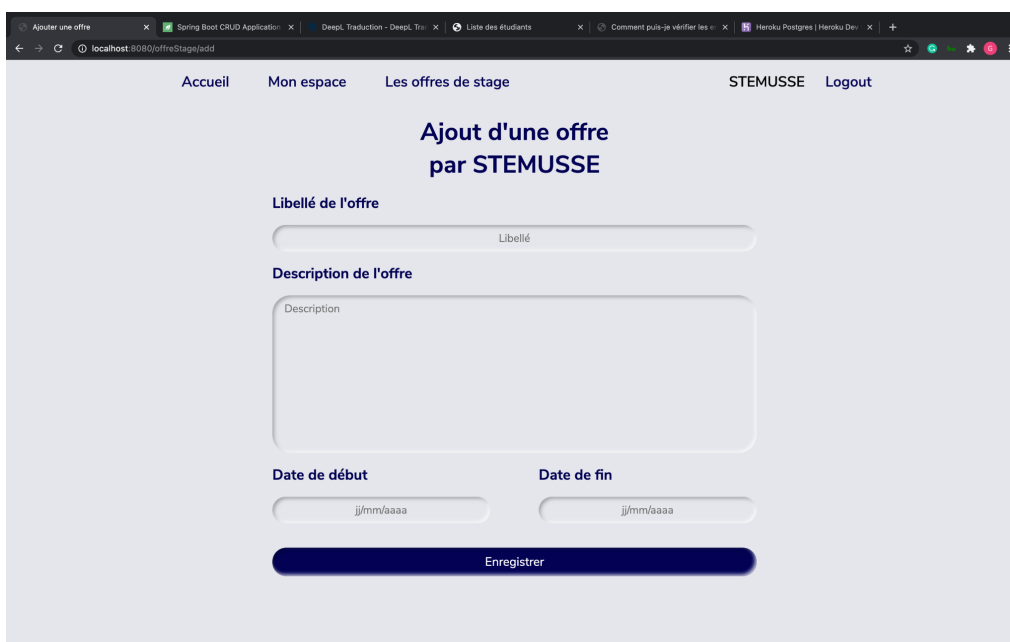 Ajouter une offre
Spring Boot CRUD Application
DeepL Traduction - DeepL Tra
Liste des étudiants
Comment puis-je vérifier les e
Heroku Postgres | Heroku Dev
localhost:8080/offreStage/add
Accueil Mon espace Les offres de stage STEMUSSE Logout
Ajout d'une offre
par STEMUSSE
Libellé de l'offre
Libellé
Description de l'offre
Description
Date de début Date de fin
jj/mm/aaaa jj/mm/aaaa
Enregistrer